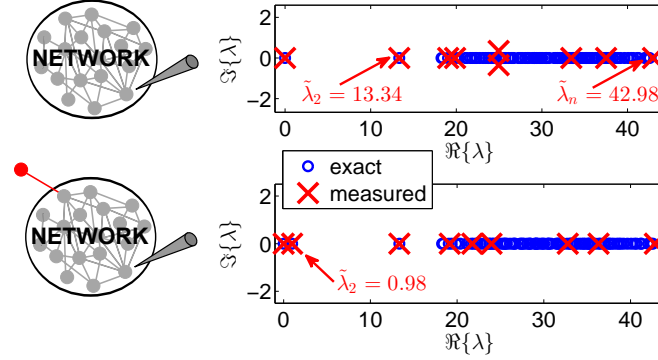 NETWORK
2
0
−2
ℑ{λ}
λ̃₂ = 13.34
λ̃ₙ = 42.98
0
10
20
30
40
ℜ{λ}
exact
measured
NETWORK
2
0
−2
ℑ{λ}
λ̃₂ = 0.98
0
10
20
30
40
ℜ{λ}